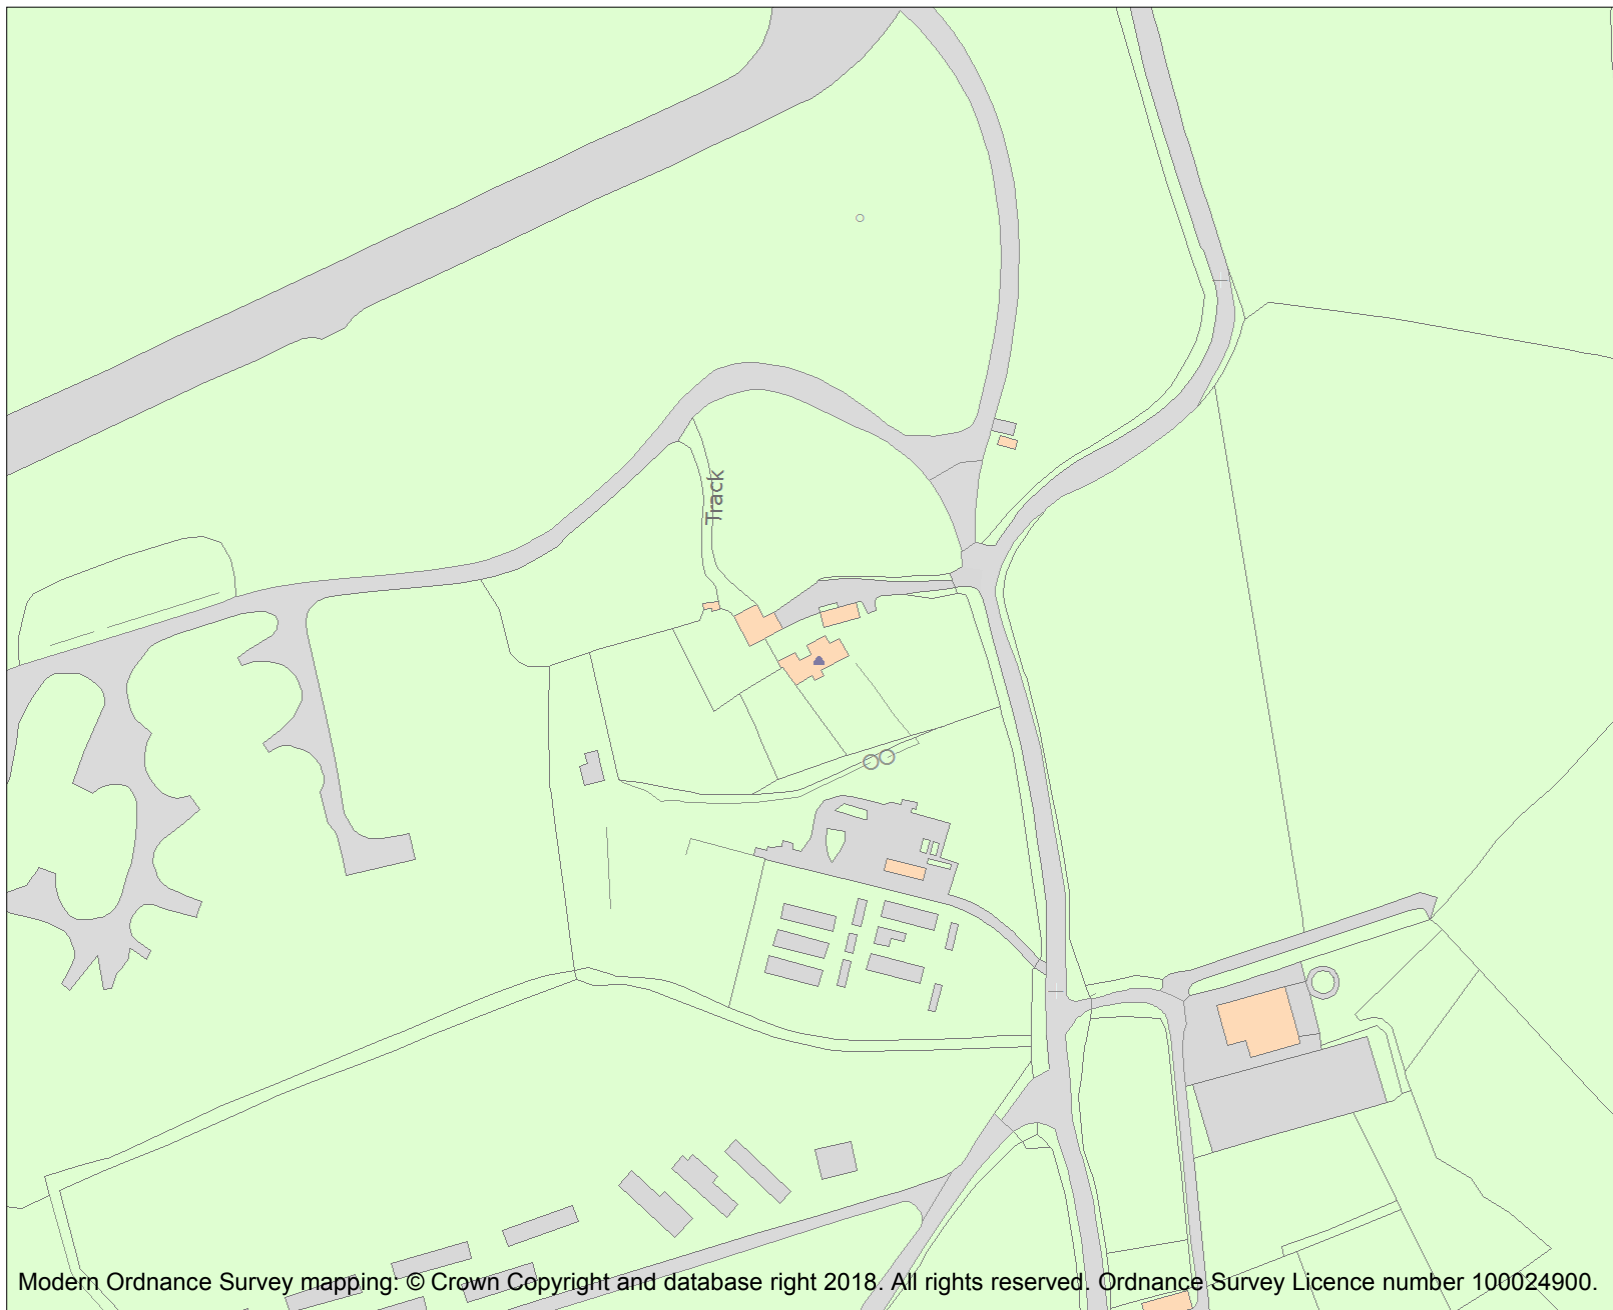 Track
Modern Ordnance Survey mapping: © Crown Copyright and database right 2018. All rights reserved. Ordnance Survey Licence number 100024900.